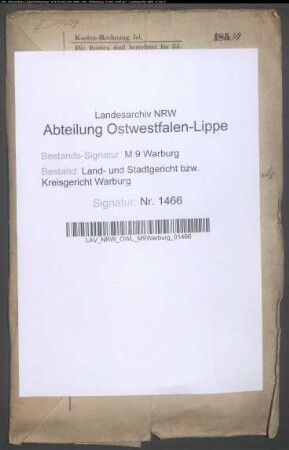 Kosten-Rechnung fol.
Die Kosten sind berechnet bis fol.
Landesarchiv NRW
Abteilung Ostwestfalen-Lippe
Bestands-Signatur: M 9 Warburg
Bestand: Land- und Stadtgericht bzw.
Kreisgericht Warburg
Signatur: Nr. 1466
LAV_NRW_OWL_M9Warburg_01466